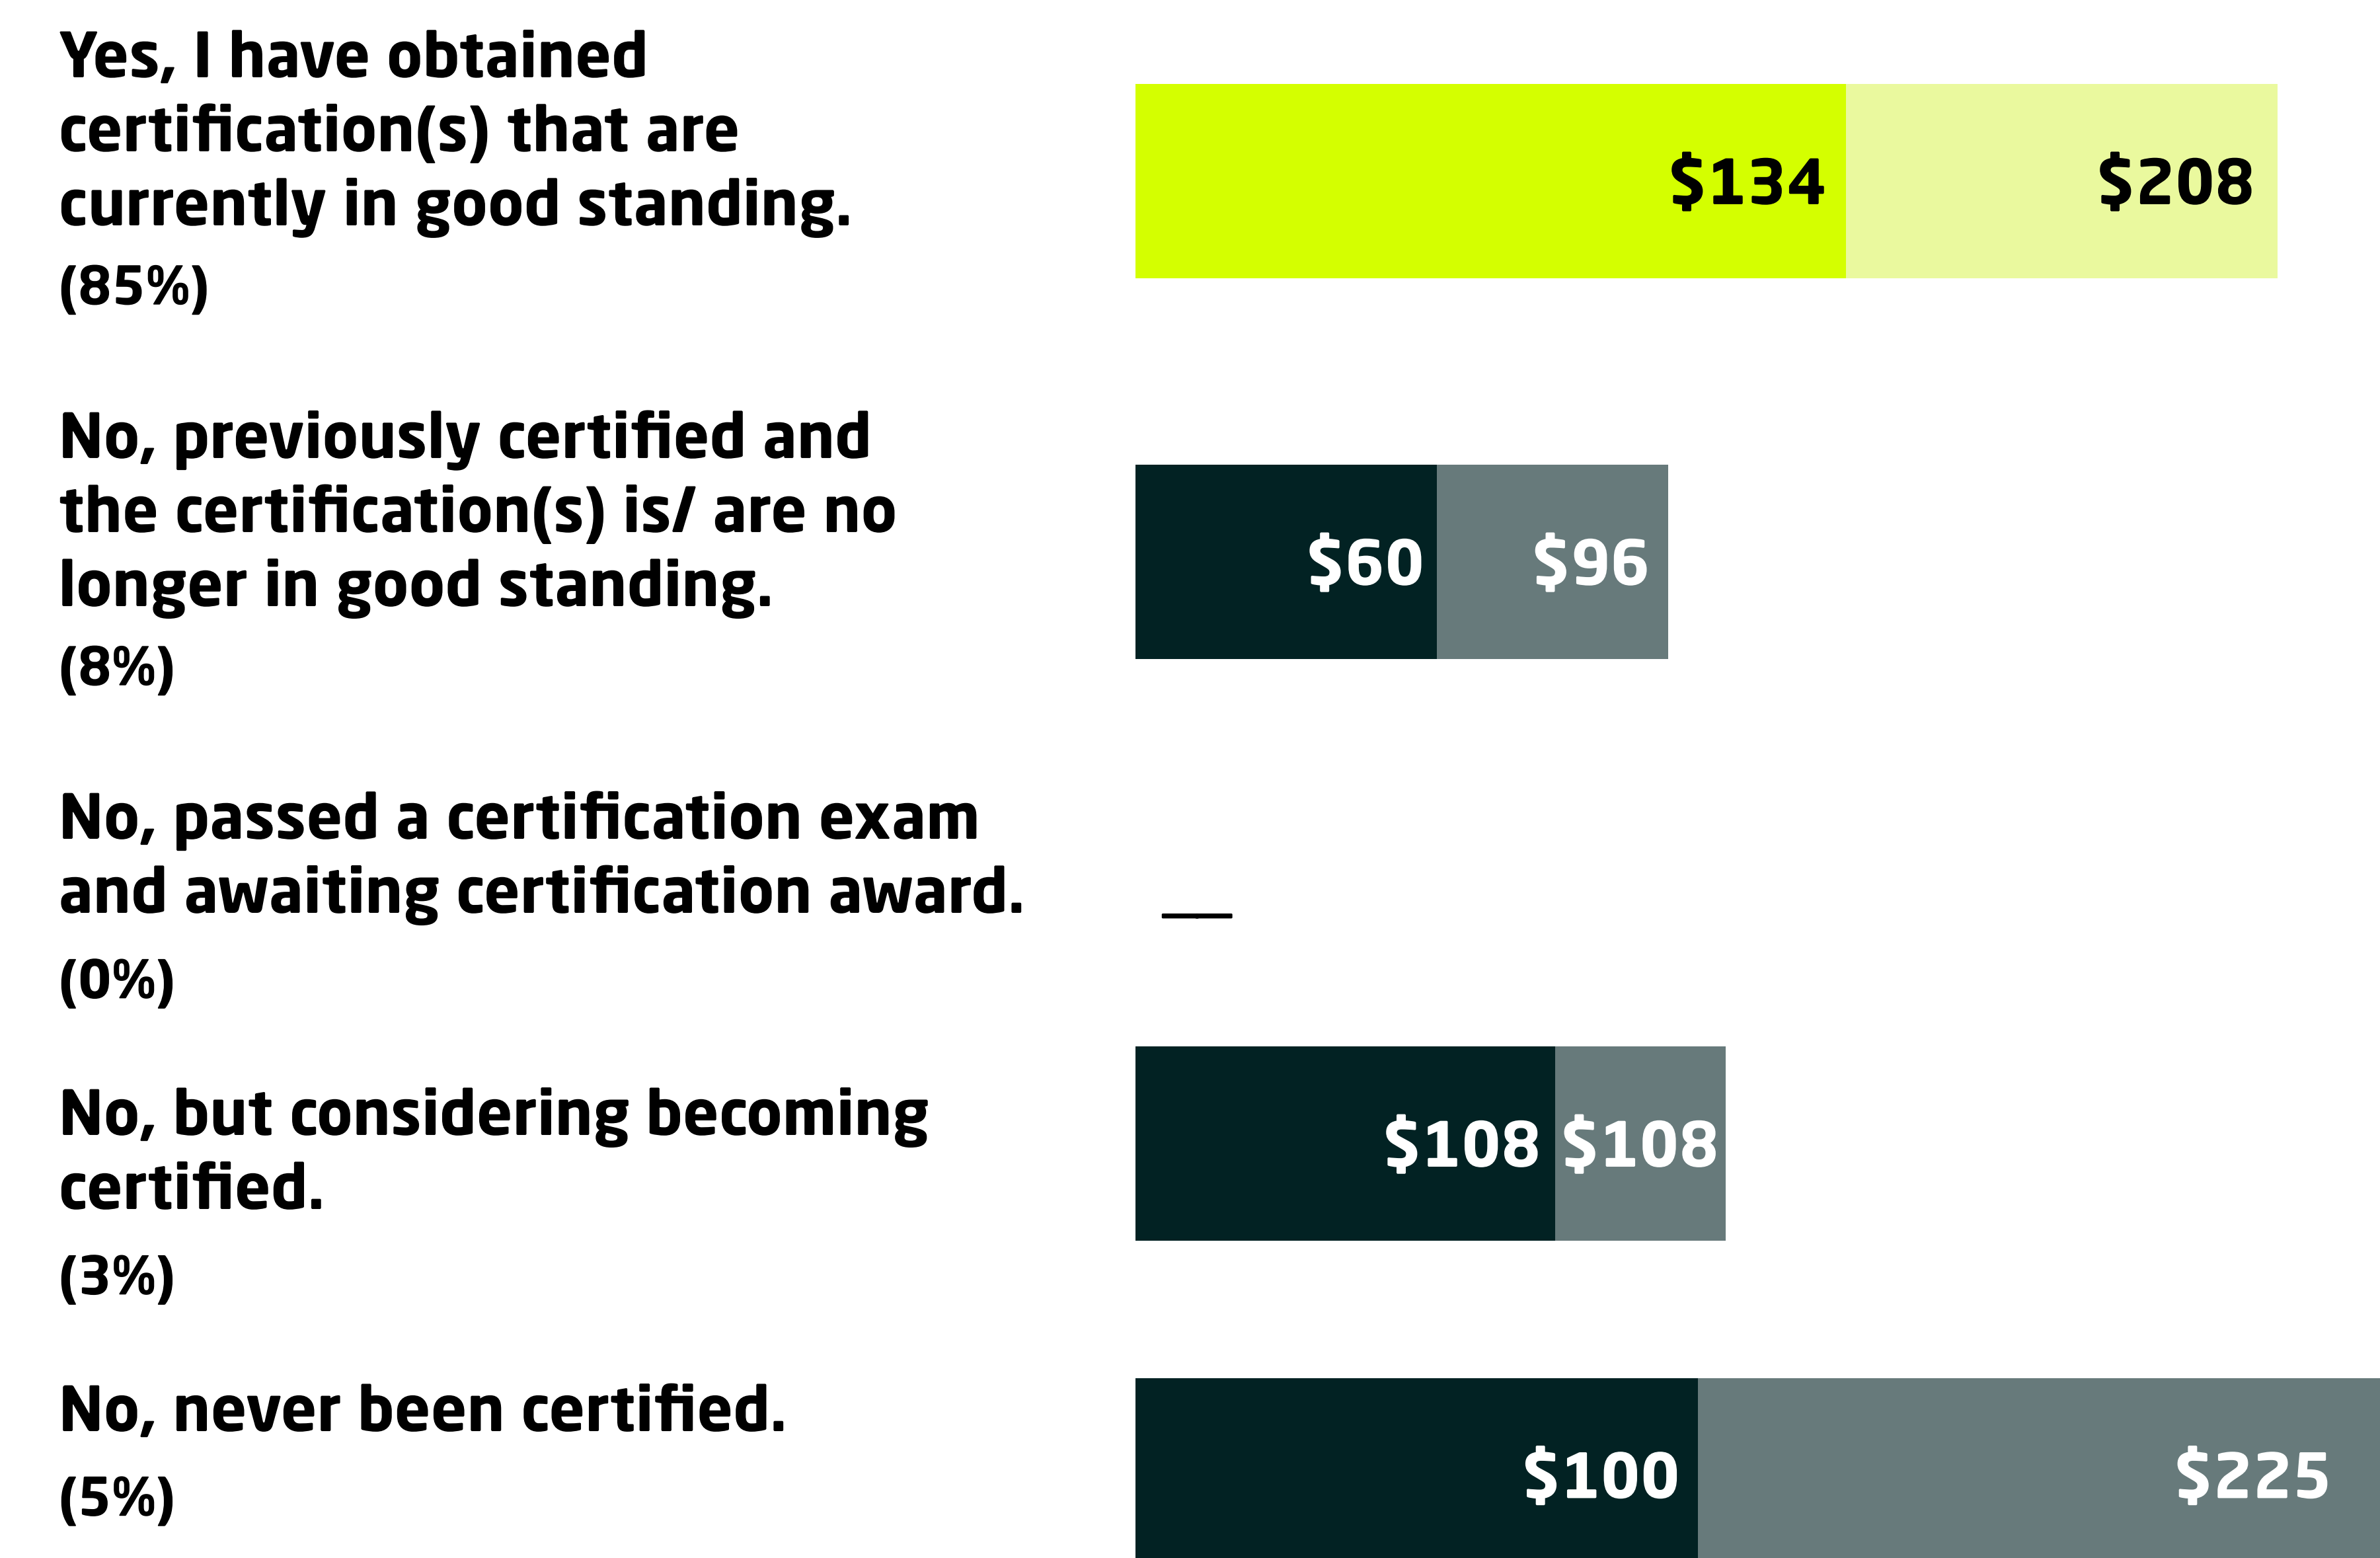 Yes, I have obtained
certification(s) that are
currently in good standing.
(85%)
$134 $208
No, previously certified and
the certification(s) is/ are no
longer in good standing.
(8%)
$60 $96
No, passed a certification exam
and awaiting certification award.
(0%)
—
No, but considering becoming
certified.
(3%)
$108 $108
No, never been certified.
(5%)
$100 $225